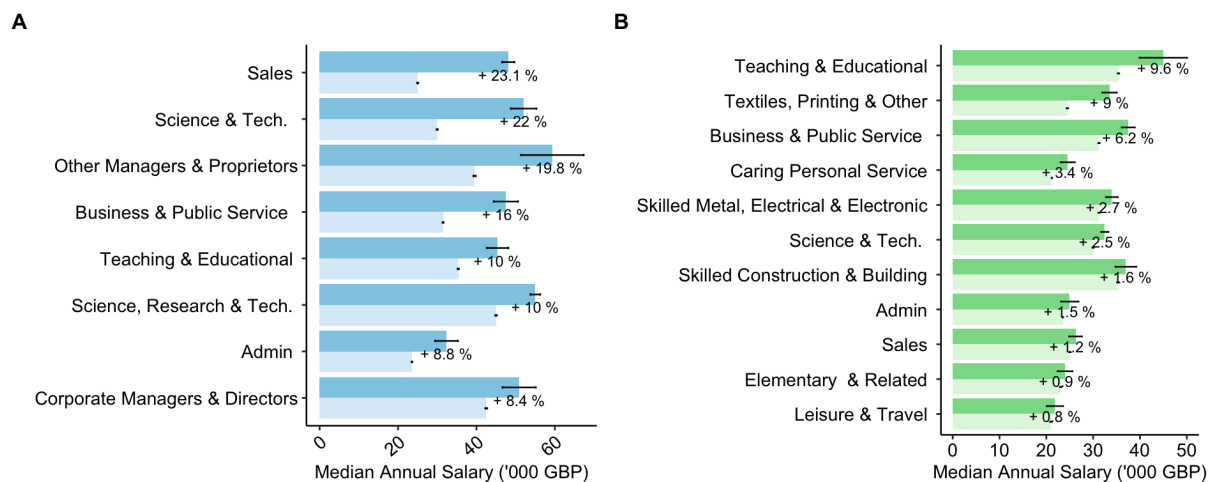 A
Sales
+ 23.1 %
Science & Tech.
+ 22 %
Other Managers & Proprietors
+ 19.8 %
Business & Public Service
+ 16 %
Teaching & Educational
+ 10 %
Science, Research & Tech.
+ 10 %
Admin
+ 8.8 %
Corporate Managers & Directors
+ 8.4 %
0
20
40
60
Median Annual Salary ('000 GBP)
B
Teaching & Educational
+ 9.6 %
Textiles, Printing & Other
+ 9 %
Business & Public Service
+ 6.2 %
Caring Personal Service
+ 3.4 %
Skilled Metal, Electrical & Electronic
+ 2.7 %
Science & Tech.
+ 2.5 %
Skilled Construction & Building
+ 1.6 %
Admin
+ 1.5 %
Sales
+ 1.2 %
Elementary & Related
+ 0.9 %
Leisure & Travel
+ 0.8 %
0 10 20 30 40 50
Median Annual Salary ('000 GBP)